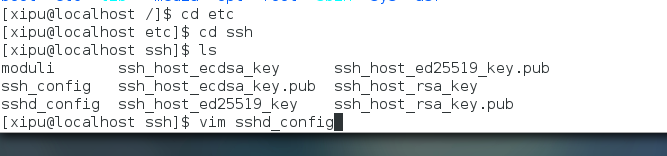 [xipu@localhost /]$ cd etc
[xipu@localhost etc]$ cd ssh
[xipu@localhost ssh]$ ls
moduli ssh_host_ecdsa_key ssh_host_ed25519_key.pub
ssh_config ssh_host_ecdsa_key.pub ssh_host_rsa_key
sshd_config ssh_host_ed25519_key ssh_host_rsa_key.pub
[xipu@localhost ssh]$ vim sshd_config